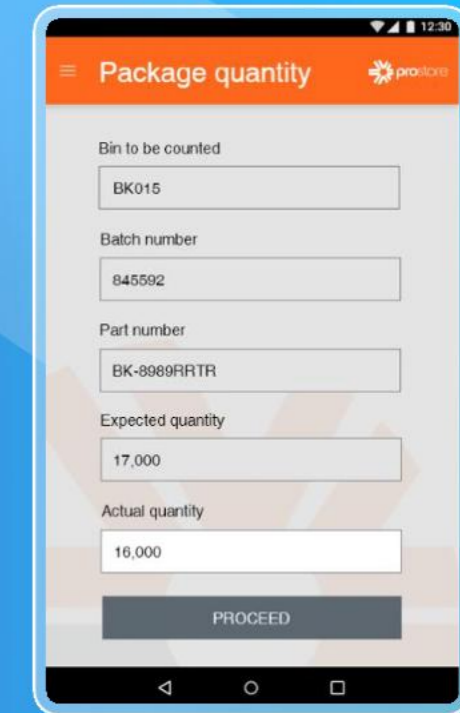 12:30
Package quantity
prostore
Bin to be counted
BK015
Batch number
845592
Part number
BK-8989RRTR
Expected quantity
17,000
Actual quantity
16,000
PROCEED